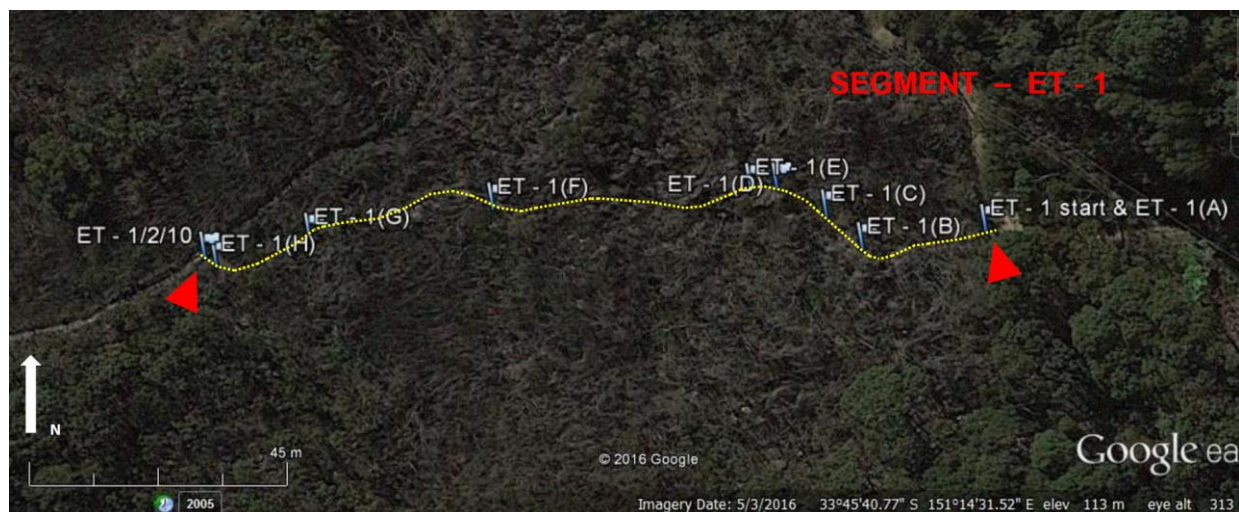 SEGMENT – ET - 1
ET - 1(E)
ET - 1(D)
ET - 1(F)
ET - 1(C)
ET - 1 start & ET - 1(A)
ET - 1(G)
ET - 1(B)
ET - 1/2/10
ET - 1(H)
N
45 m
© 2016 Google
Google ea
2005
Imagery Date: 5/3/2016 33°45'40.77" S 151°14'31.52" E elev 113 m eye alt 313